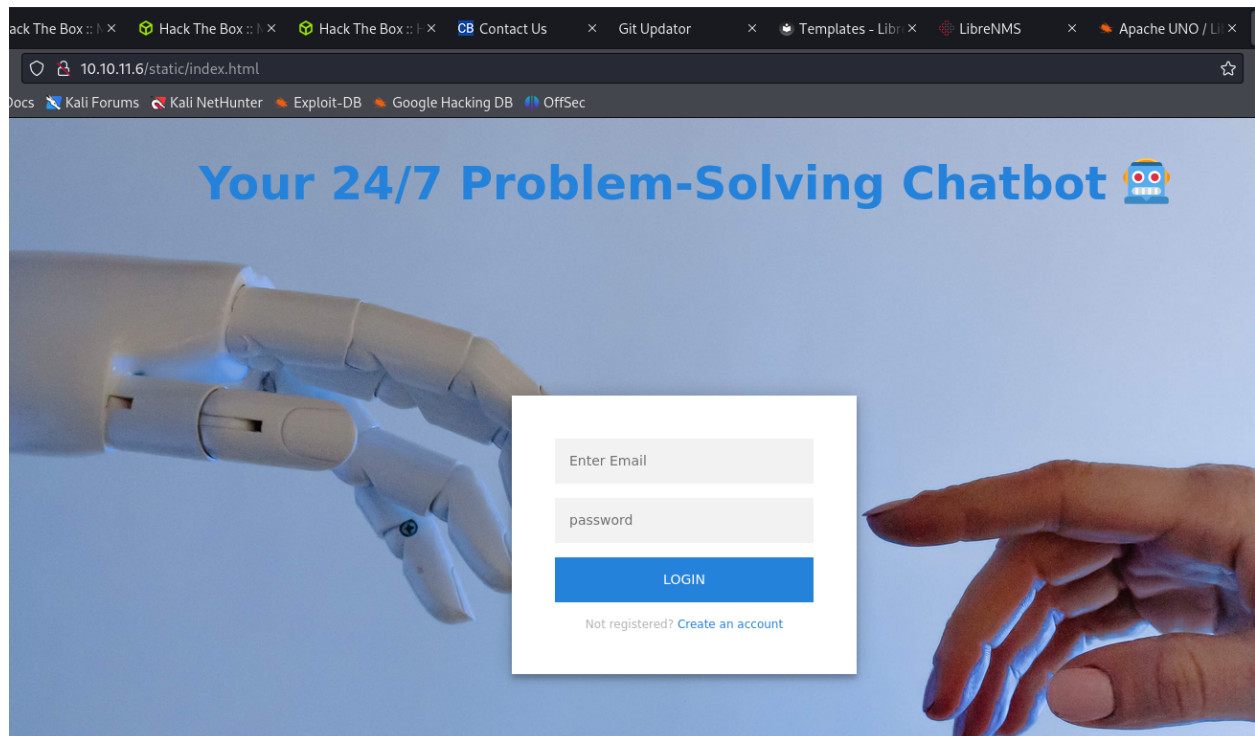 ack The Box :: Hack The Box :: Hack The Box :: CB Contact Us Git Updator Templates - Libr LibreNMS Apache UNO / Li
10.10.11.6/static/index.html
Docs Kali Forums Kali NetHunter Exploit-DB Google Hacking DB OffSec
Your 24/7 Problem-Solving Chatbot
Enter Email
password
LOGIN
Not registered? Create an account